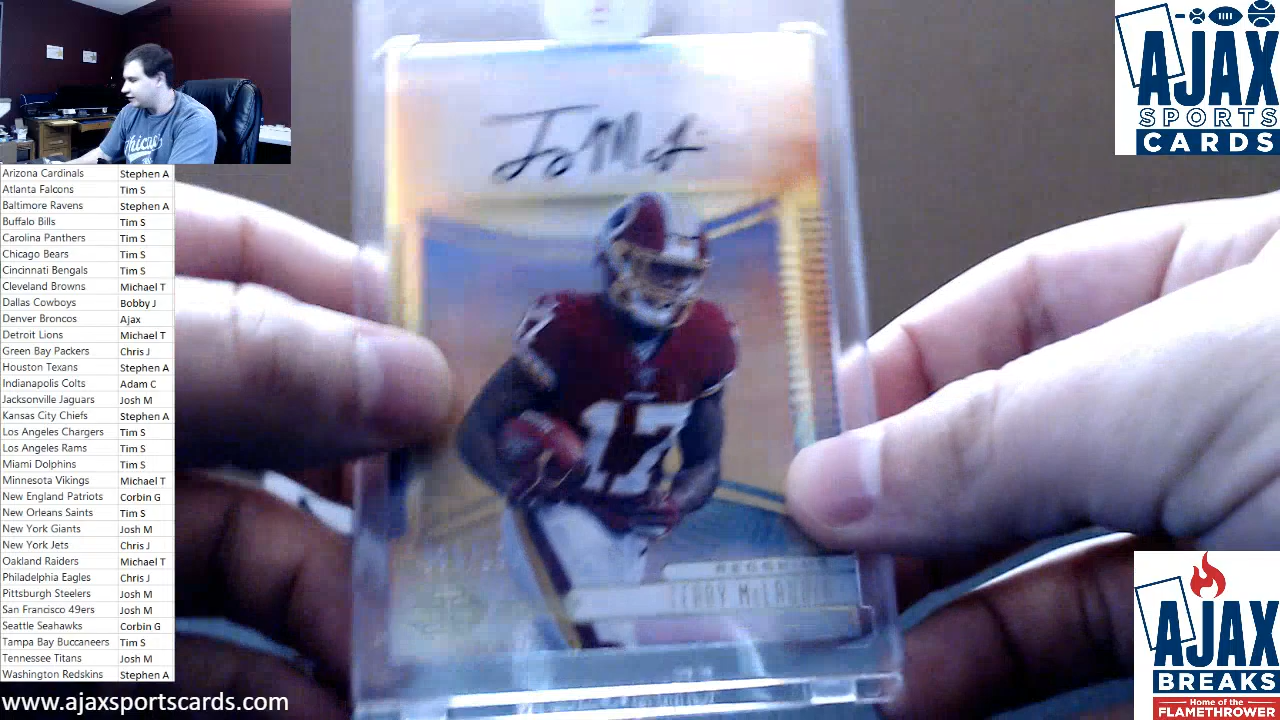 Chicago
Arizona Cardinals Stephen A
Atlanta Falcons Tim S
Baltimore Ravens Stephen A
Buffalo Bills Tim S
Carolina Panthers Tim S
Chicago Bears Tim S
Cincinnati Bengals Tim S
Cleveland Browns Michael T
Dallas Cowboys Bobby J
Denver Broncos Ajax
Detroit Lions Michael T
Green Bay Packers Chris J
Houston Texans Stephen A
Indianapolis Colts Adam C
Jacksonville Jaguars Josh M
Kansas City Chiefs Stephen A
Los Angeles Chargers Tim S
Los Angeles Rams Tim S
Miami Dolphins Tim S
Minnesota Vikings Michael T
New England Patriots Corbin G
New Orleans Saints Tim S
New York Giants Josh M
New York Jets Chris J
Oakland Raiders Michael T
Philadelphia Eagles Chris J
Pittsburgh Steelers Josh M
San Francisco 49ers Josh M
Seattle Seahawks Corbin G
Tampa Bay Buccaneers Tim S
Tennessee Titans Josh M
Washington Redskins Stephen A
www.ajaxsportscards.com
17
17
TERRY McLAURIN
AJAX
SPORTS
CARDS
AJAX
BREAKS
Home of the
FLAMETHROWER